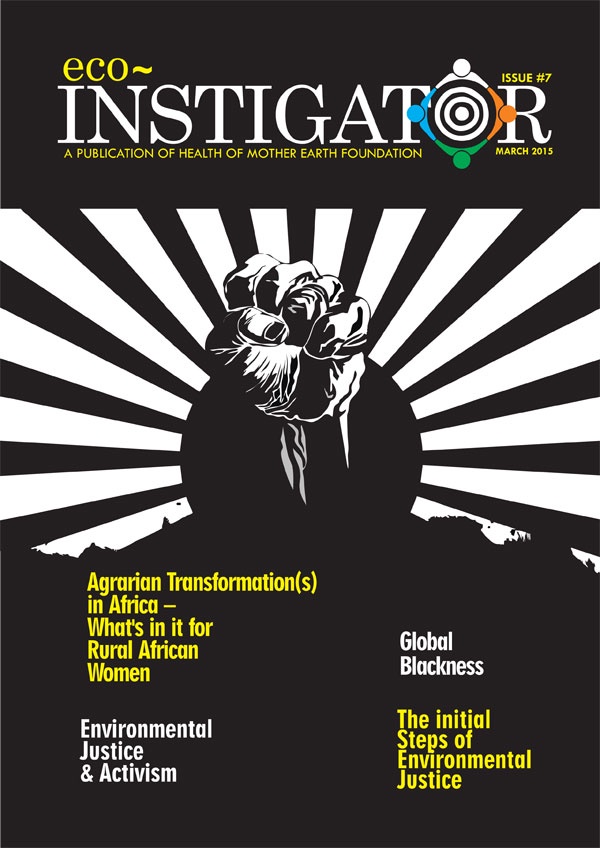 eco~
INSTIGATOR
ISSUE #7
A PUBLICATION OF HEALTH OF MOTHER EARTH FOUNDATION
MARCH 2015
Agrarian Transformation(s)
in Africa –
What's in it for
Rural African
Women
Environmental
Justice
& Activism
Global
Blackness
The initial
Steps of
Environmental
Justice